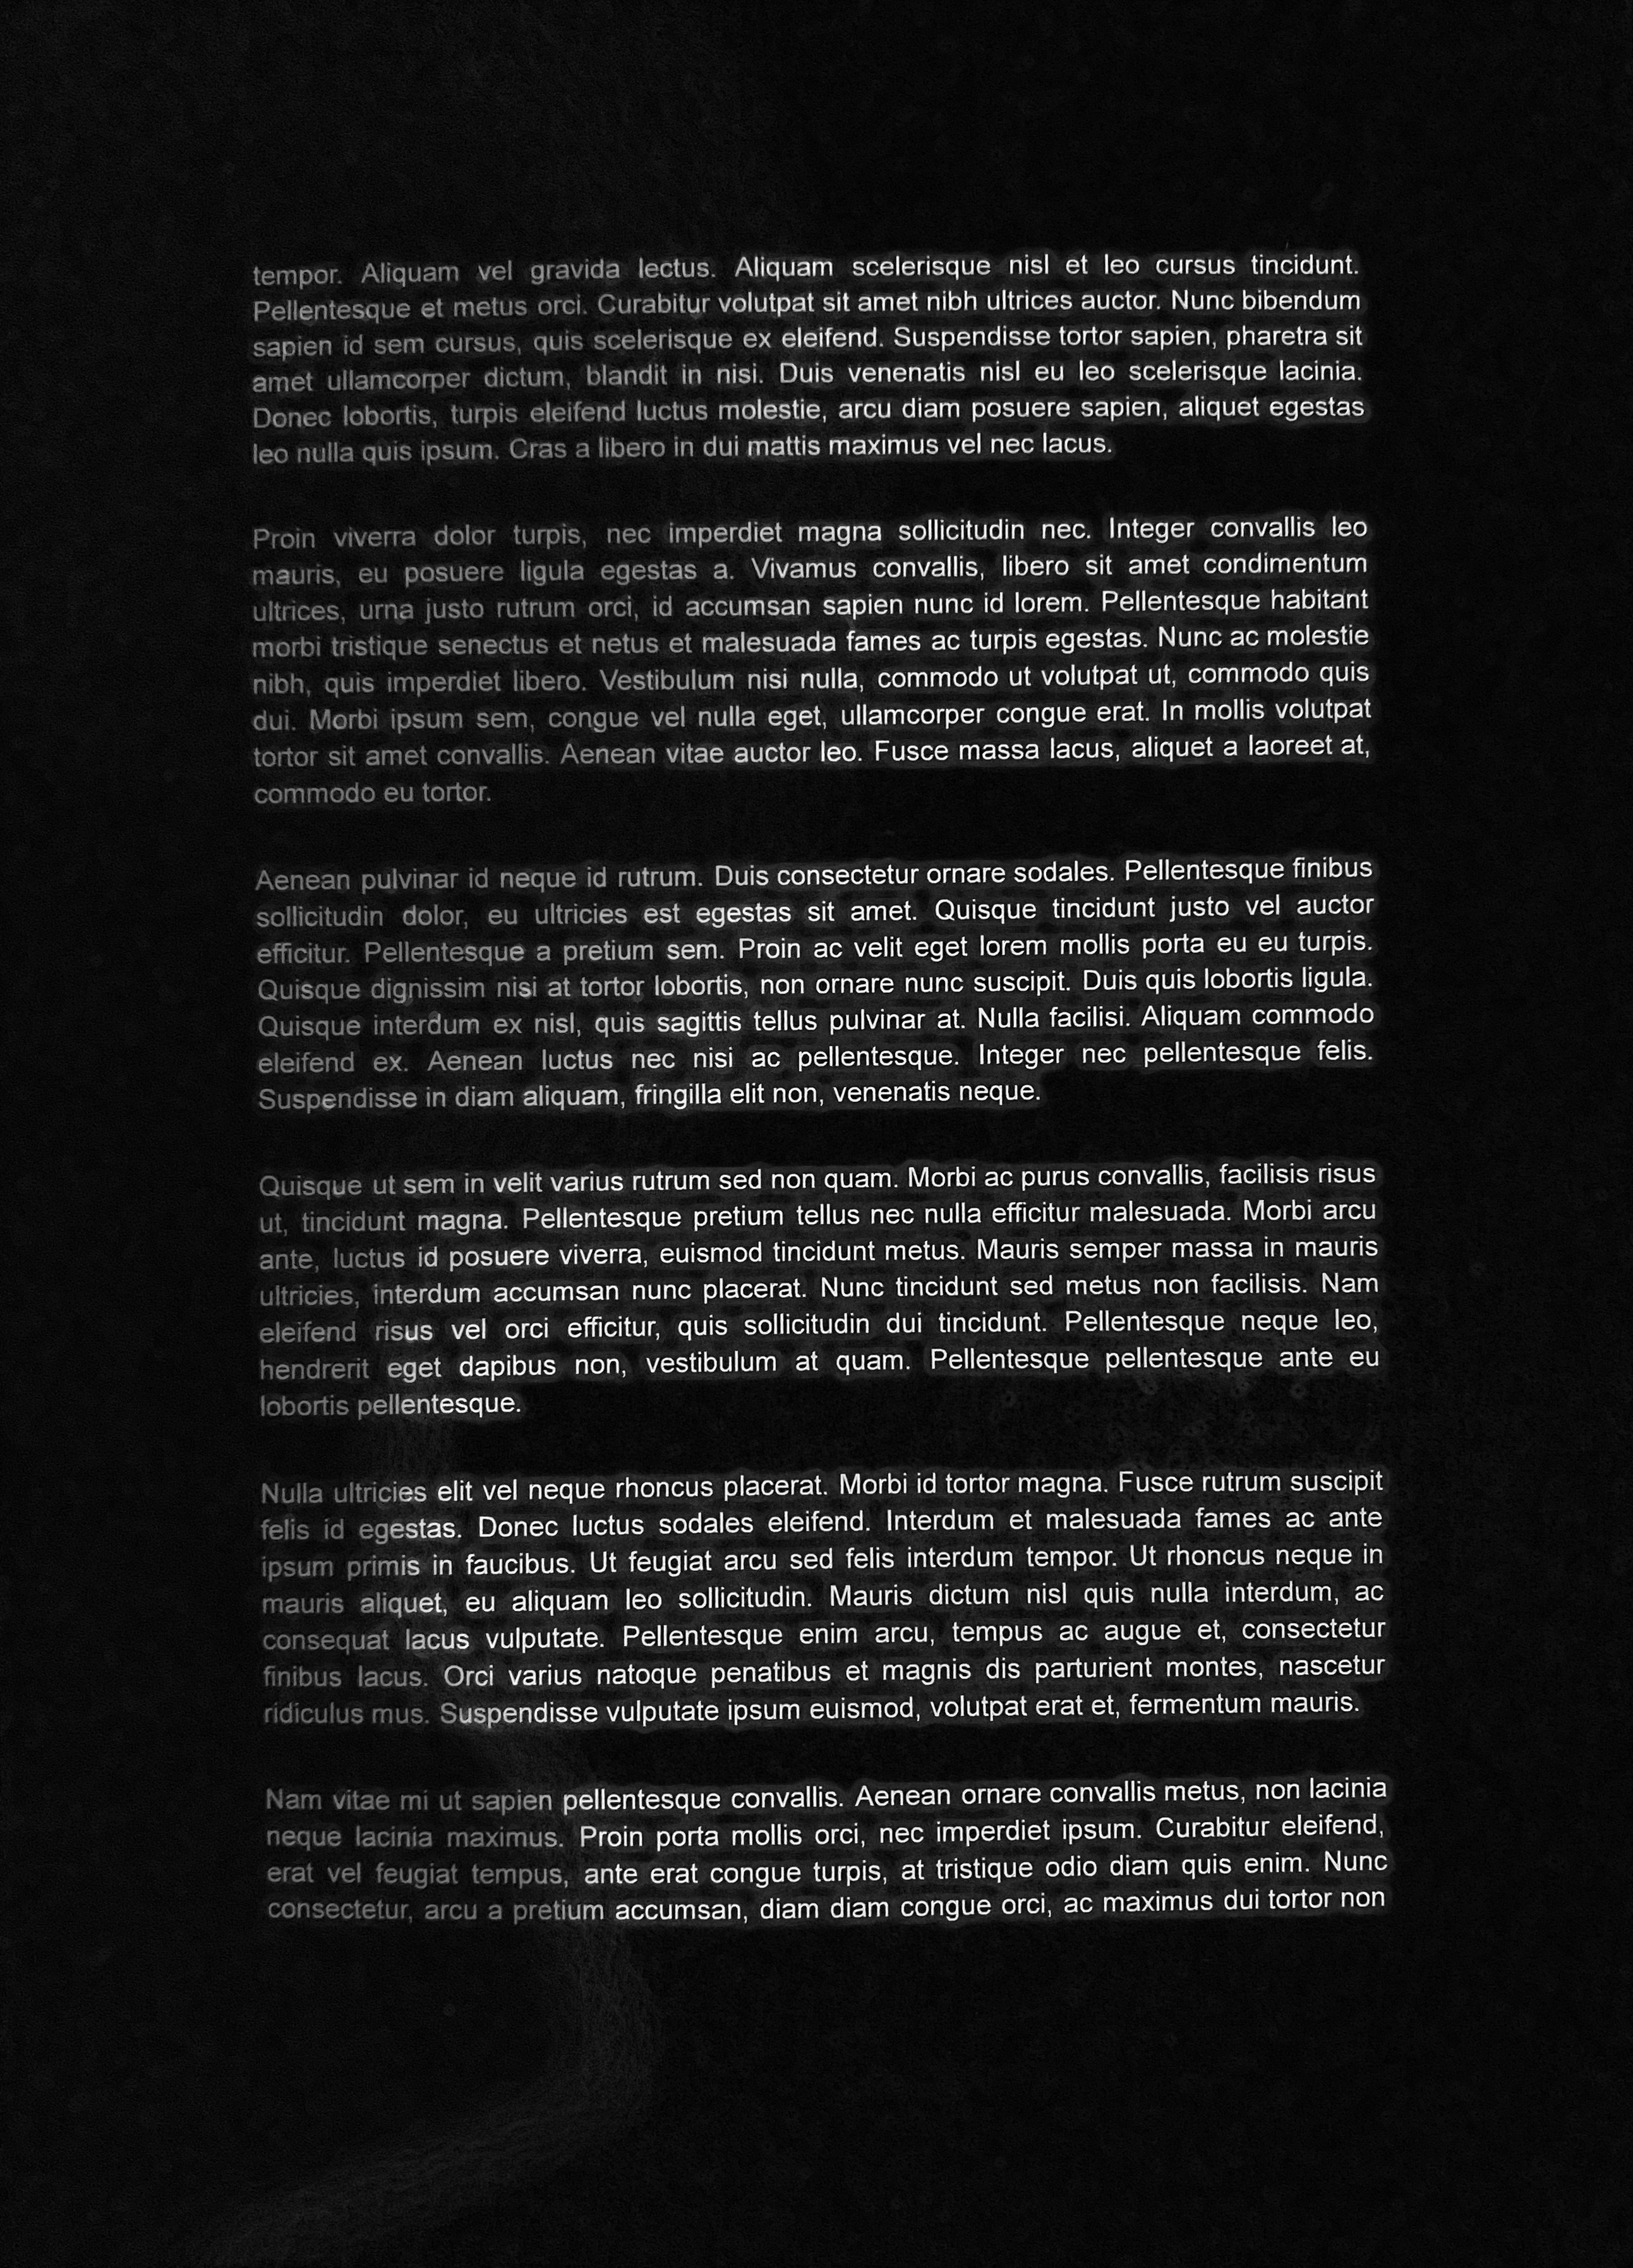 tempor. Aliquam vel gravida lectus. Aliquam scelerisque nisl et leo cursus tincidunt.
Pellentesque et metus orci. Curabitur volutpat sit amet nibh ultrices auctor. Nunc bibendum
sapien id sem cursus, quis scelerisque ex eleifend. Suspendisse tortor sapien, pharetra sit
amet ullamcorper dictum, blandit in nisi. Duis venenatis nisl eu leo scelerisque lacinia.
Donec lobortis, turpis eleifend luctus molestie, arcu diam posuere sapien, aliquet egestas
leo nulla quis ipsum. Cras a libero in dui mattis maximus vel nec lacus.
Proin viverra dolor turpis, nec imperdiet magna sollicitudin nec. Integer convallis leo
mauris, eu posuere ligula egestas a. Vivamus convallis, libero sit amet condimentum
ultrices, urna justo rutrum orci, id accumsan sapien nunc id lorem. Pellentesque habitant
morbi tristique senectus et netus et malesuada fames ac turpis egestas. Nunc ac molestie
nibh, quis imperdiet libero. Vestibulum nisi nulla, commodo ut volutpat ut, commodo quis
dui. Morbi ipsum sem, congue vel nulla eget, ullamcorper congue erat. In mollis volutpat
tortor sit amet convallis. Aenean vitae auctor leo. Fusce massa lacus, aliquet a laoreet at,
commodo eu tortor.
Aenean pulvinar id neque id rutrum. Duis consectetur ornare sodales. Pellentesque finibus
sollicitudin dolor, eu ultricies est egestas sit amet. Quisque tincidunt justo vel auctor
efficitur. Pellentesque a pretium sem. Proin ac velit eget lorem mollis porta eu eu turpis.
Quisque dignissim nisi at tortor lobortis, non ornare nunc suscipit. Duis quis lobortis ligula.
Quisque interdum ex nisl, quis sagittis tellus pulvinar at. Nulla facilisi. Aliquam commodo
eleifend ex. Aenean luctus nec nisi ac pellentesque. Integer nec pellentesque felis.
Suspendisse in diam aliquam, fringilla elit non, venenatis neque.
Quisque ut sem in velit varius rutrum sed non quam. Morbi ac purus convallis, facilisis risus
ut, tincidunt magna. Pellentesque pretium tellus nec nulla efficitur malesuada. Morbi arcu
ante, luctus id posuere viverra, euismod tincidunt metus. Mauris semper massa in mauris
ultricies, interdum accumsan nunc placerat. Nunc tincidunt sed metus non facilisis. Nam
eleifend risus vel orci efficitur, quis sollicitudin dui tincidunt. Pellentesque neque leo,
hendrerit eget dapibus non, vestibulum at quam. Pellentesque pellentesque ante eu
lobortis pellentesque.
Nulla ultricies elit vel neque rhoncus placerat. Morbi id tortor magna. Fusce rutrum suscipit
felis id egestas. Donec luctus sodales eleifend. Interdum et malesuada fames ac ante
ipsum primis in faucibus. Ut feugiat arcu sed felis interdum tempor. Ut rhoncus neque in
mauris aliquet, eu aliquam leo sollicitudin. Mauris dictum nisl quis nulla interdum, ac
consequat lacus vulputate. Pellentesque enim arcu, tempus ac augue et, consectetur
finibus lacus. Orci varius natoque penatibus et magnis dis parturient montes, nascetur
ridiculus mus. Suspendisse vulputate ipsum euismod, volutpat erat et, fermentum mauris.
Nam vitae mi ut sapien pellentesque convallis. Aenean ornare convallis metus, non lacinia
neque lacinia maximus. Proin porta mollis orci, nec imperdiet ipsum. Curabitur eleifend,
erat vel feugiat tempus, ante erat congue turpis, at tristique odio diam quis enim. Nunc
consectetur, arcu a pretium accumsan, diam diam congue orci, ac maximus dui tortor non